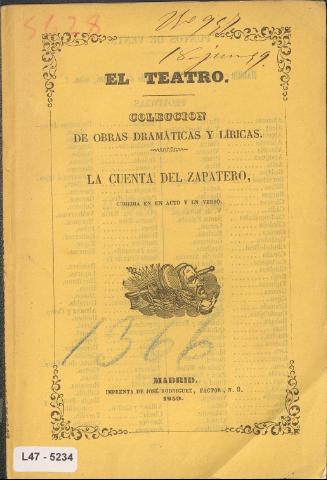 5628
EL TEATRO.
COLECCION
DE OBRAS DRAMÁTICAS Y LÍRICAS.
LA CUENTA DEL ZAPATERO,
COMEDIA EN UN ACTO Y EN VERSO.
1366
MADRID.
IMPRENTA DE JOSÉ RODRIGUEZ, FACTOR, N. 9.
1859.
L47 - 5234